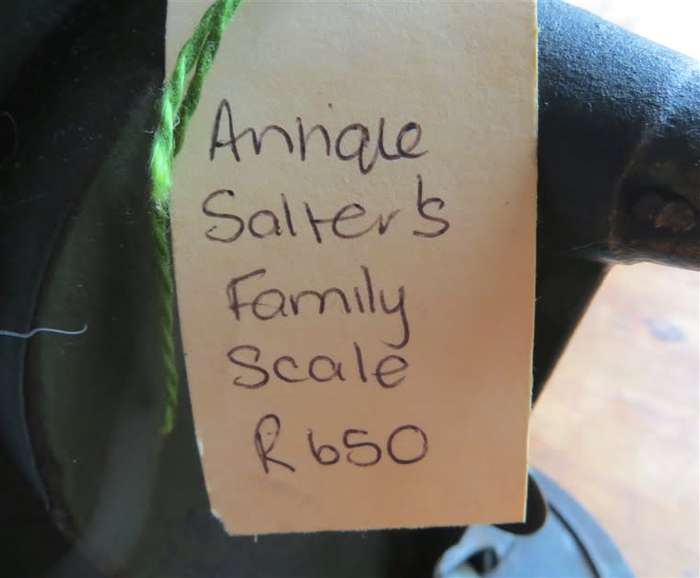 Antique
Salter's
Family
Scale
R650